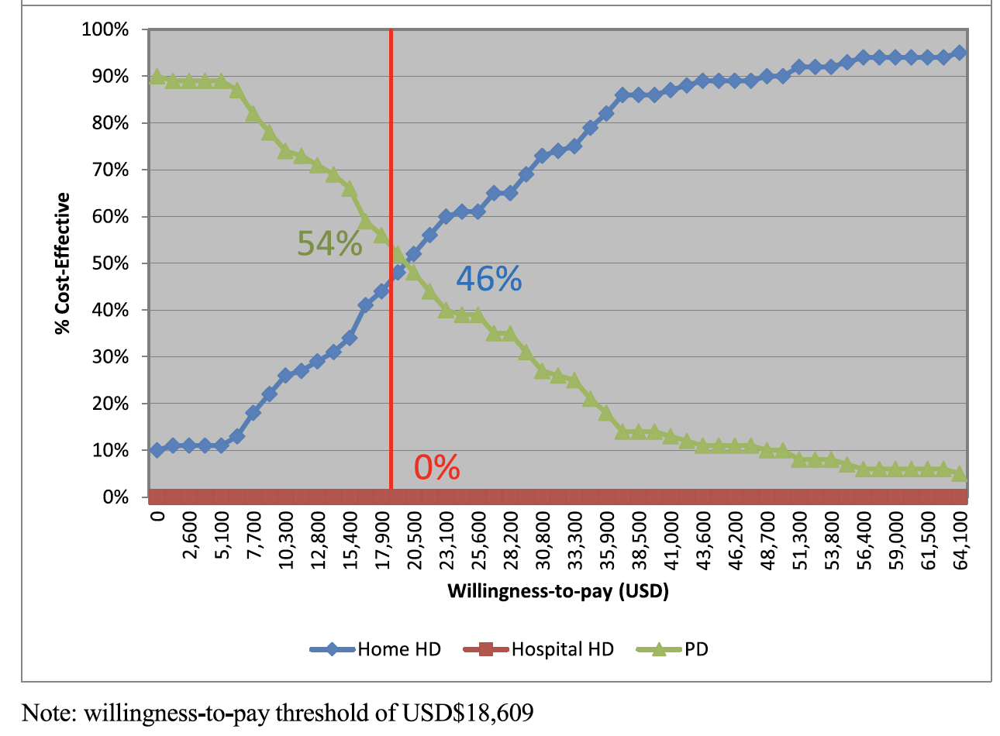 100%
90%
80%
70%
60%
50%
40%
30%
20%
10%
0%
% Cost-Effective
54%
46%
0%
0 2,600 5,100 7,700 10,300 12,800 15,400 17,900 20,500 23,100 25,600 28,200 30,800 33,300 35,900 38,500 41,000 43,600 46,200 48,700 51,300 53,800 56,400 59,000 61,500 64,100
Willingness-to-pay (USD)
Home HD Hospital HD PD
Note: willingness-to-pay threshold of USD$18,609